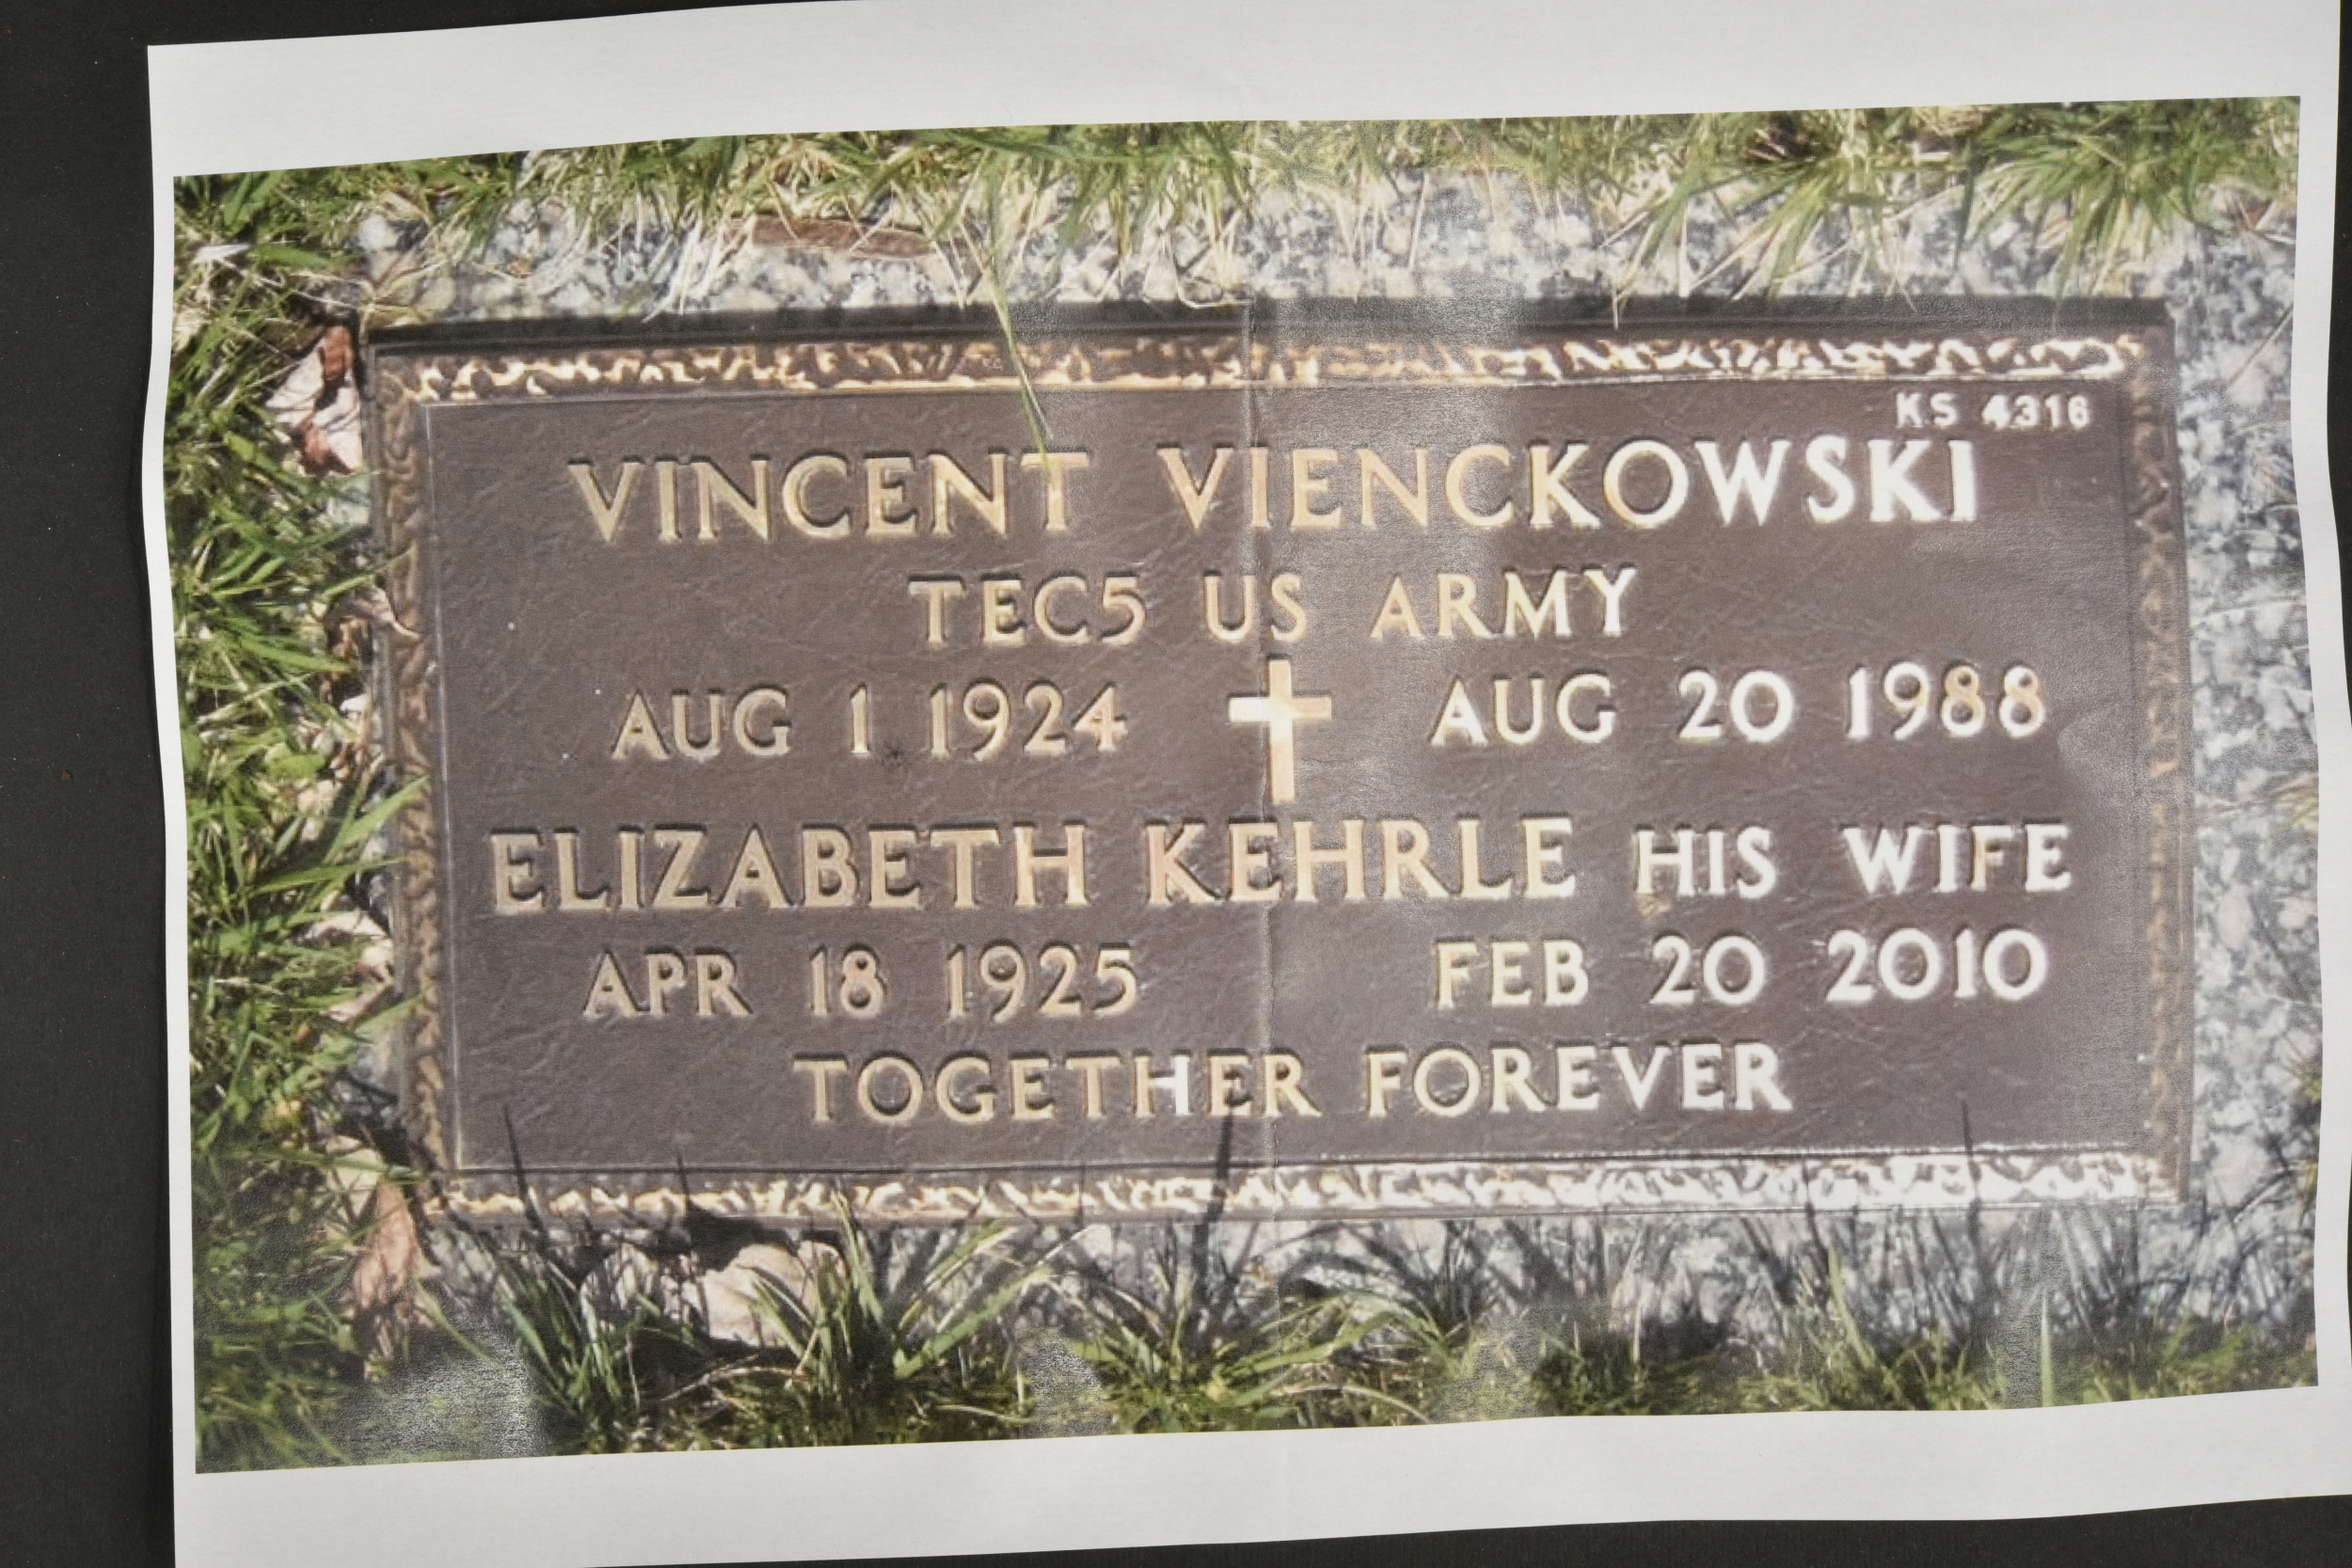 KS 4316
VINCENT VIENCKOWSKI
TEC5 US ARMY
AUG 1 1924 AUG 20 1988
ELIZABETH KEHRLE HIS WIFE
APR 18 1925 FEB 20 2010
TOGETHER FOREVER